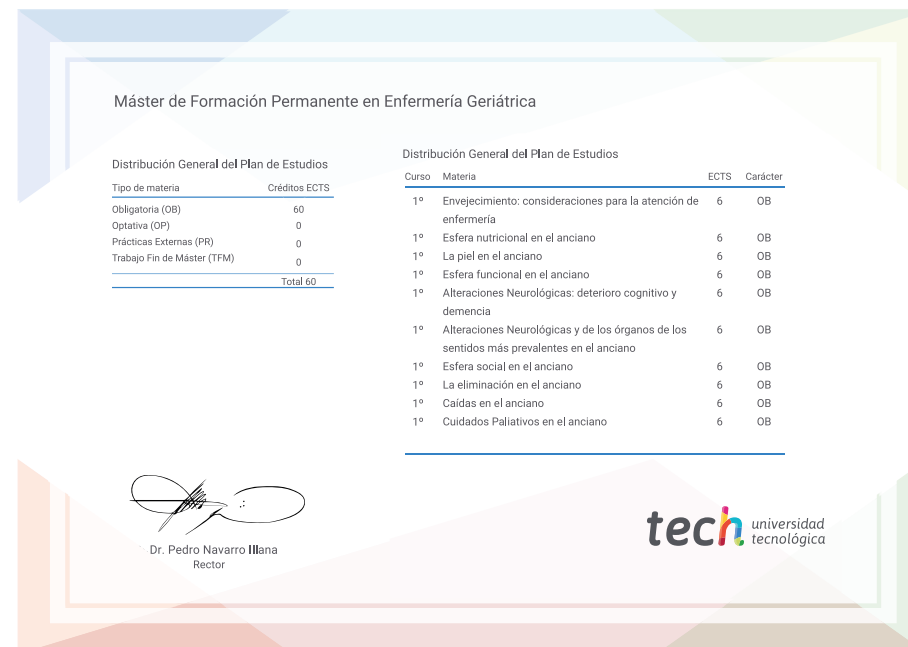 Máster de Formación Permanente en Enfermería Geriátrica
Distribución General del Plan de Estudios
Tipo de materia Créditos ECTS
Obligatoria (OB) 60
Optativa (OP) 0
Prácticas Externas (PR) 0
Trabajo Fin de Máster (TFM) 0
Total 60
Distribución General del Plan de Estudios
Curso Materia ECTS Carácter
1º Envejecimiento: consideraciones para la atención de 6 OB
enfermería
1º Esfera nutricional en el anciano 6 OB
1º La piel en el anciano 6 OB
1º Esfera funcional en el anciano 6 OB
1º Alteraciones Neurológicas: deterioro cognitivo y 6 OB
demencia
1º Alteraciones Neurológicas y de los órganos de los 6 OB
sentidos más prevalentes en el anciano
1º Esfera social en el anciano 6 OB
1º La eliminación en el anciano 6 OB
1º Caídas en el anciano 6 OB
1º Cuidados Paliativos en el anciano 6 OB
Dr. Pedro Navarro Illana
Rector
tech universidad
tecnológica